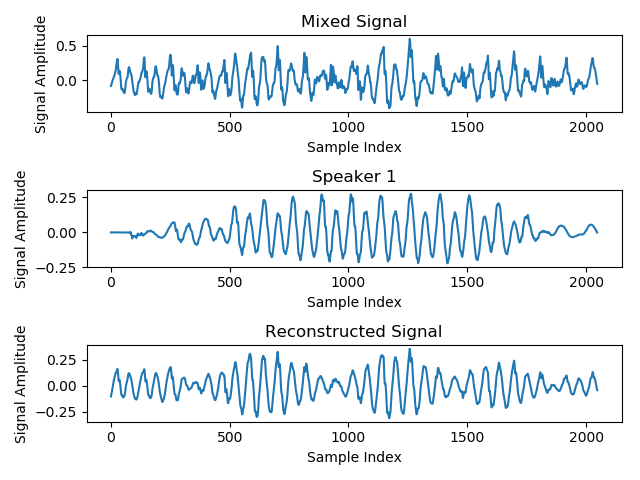 Mixed Signal
Signal Amplitude
0.5
0.0
0 500 1000 1500 2000
Sample Index
Speaker 1
Signal Amplitude
0.25
0.00
−0.25
0 500 1000 1500 2000
Sample Index
Reconstructed Signal
Signal Amplitude
0.25
0.00
−0.25
0 500 1000 1500 2000
Sample Index